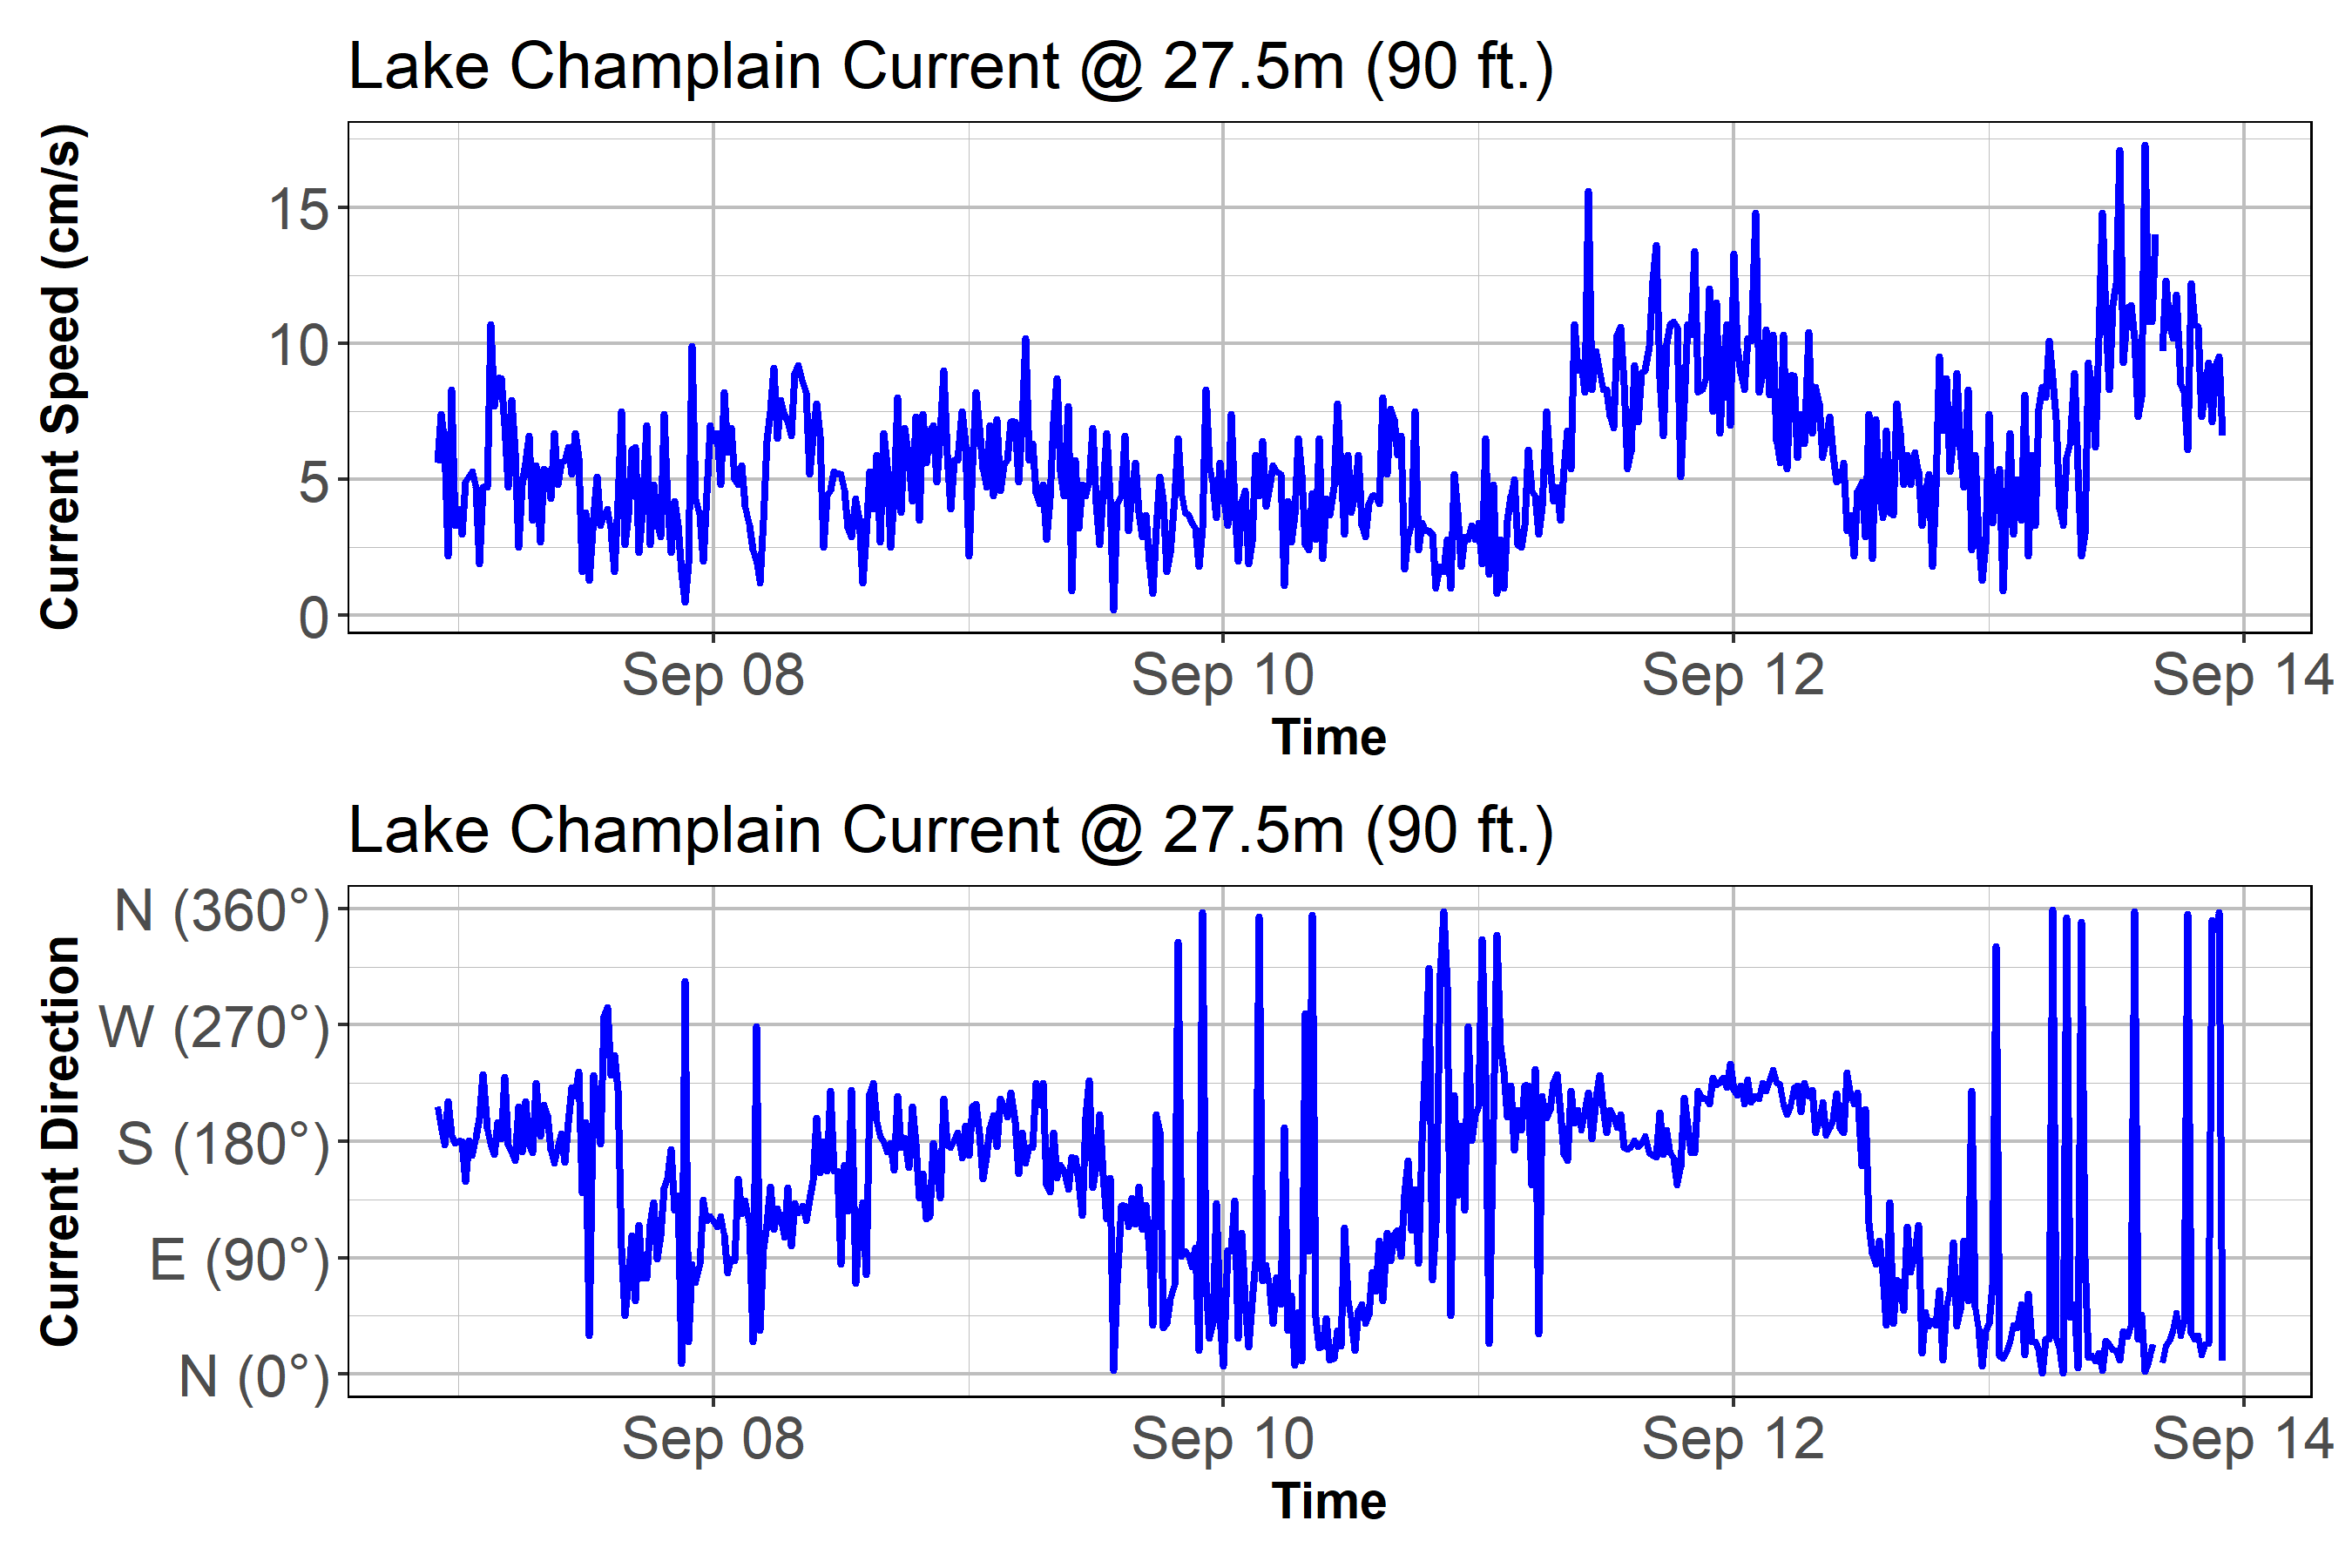 Lake Champlain Current @ 27.5m (90 ft.)
Current Speed (cm/s)
15
10
5
0
Sep 08 Sep 10 Sep 12 Sep 14
Time
Lake Champlain Current @ 27.5m (90 ft.)
Current Direction
N (360°)
W (270°)
S (180°)
E (90°)
N (0°)
Sep 08 Sep 10 Sep 12 Sep 14
Time